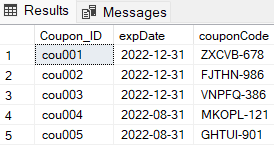 Results Messages
Coupon_ID expDate couponCode
1 cou001 2022-12-31 ZXCVB-678
2 cou002 2022-12-31 FJTHN-986
3 cou003 2022-12-31 VNPFQ-386
4 cou004 2022-08-31 MKOPL-121
5 cou005 2022-08-31 GHTUI-901